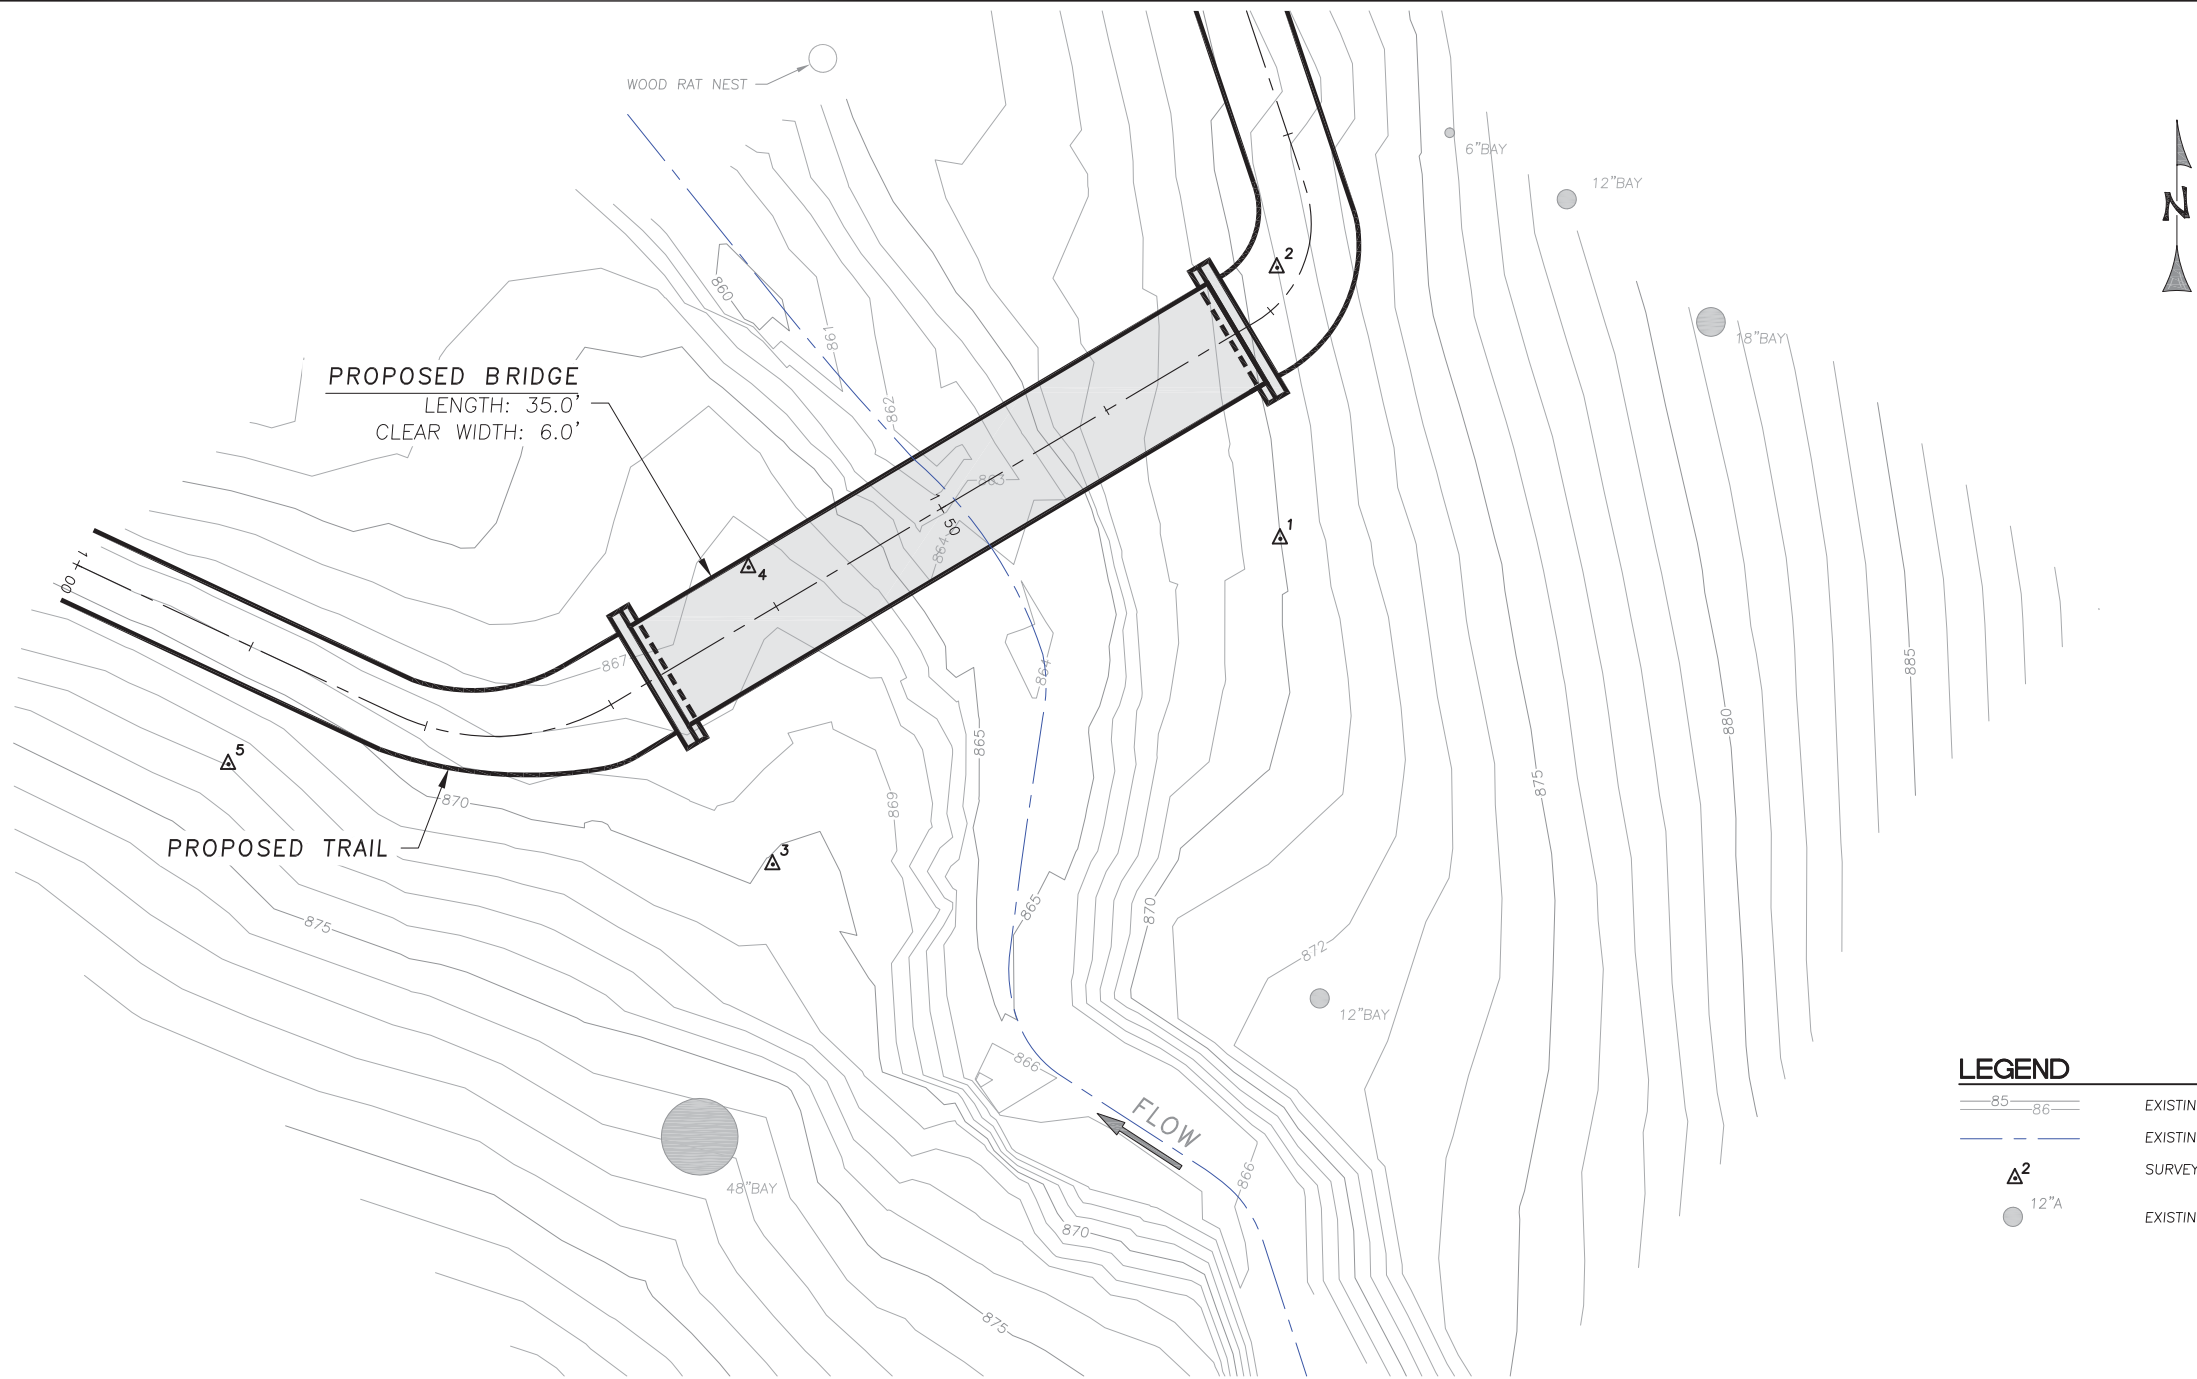 WOOD RAT NEST
6"BAY
12"BAY
N
860
2
861
18"BAY
PROPOSED BRIDGE
LENGTH: 35.0'
CLEAR WIDTH: 6.0'
862
863
50
1
864
1
00
4
867
864
885
880
5
865
875
870
869
PROPOSED TRAIL
3
865
870
875
872
12"BAY
866
LEGEND
FLOW
85
86
EXISTIN
EXISTIN
866
2
SURVEY
48"BAY
12"A
EXISTIN
870
875